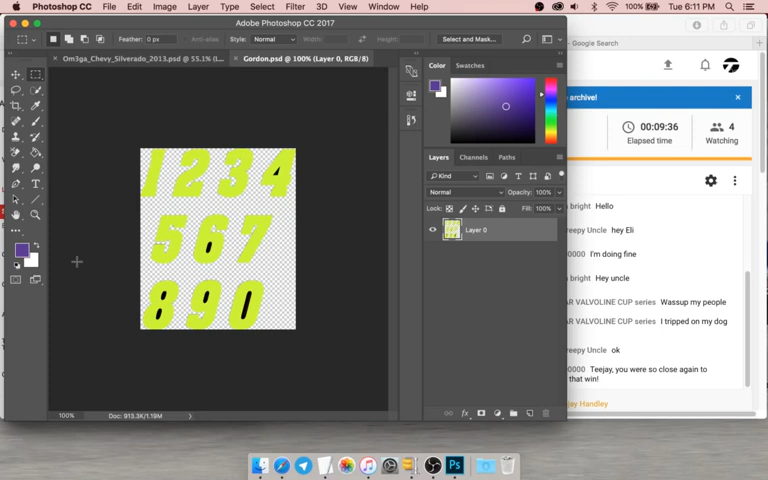 Photoshop CC File Edit Image Layer Type Select Filter 3D View Window Help 100% Tue 6:11 PM
Adobe Photoshop CC 2017
Feather: 0 px Anti-alias Style: Normal Width: Height: Select and Mask...
Om3ga_Chevy_Silverado_2013.psd @ 55.1% (L... Gordon.psd @ 100% (Layer 0, RGB/8)
Google Search
Color Swatches
archive!
00:09:36
Elapsed time
4
Watching
1 2 3 4
5 6 7
8 9 0
Layers Channels Paths
Kind
Normal Opacity: 100%
Lock: Fill: 100%
Layer 0
bright Hello
eepy Uncle hey Eli
bright I'm doing fine
bright Hey uncle
AR VALVOLINE CUP series Wassup my people
AR VALVOLINE CUP series I tripped on my dog
eepy Uncle ok
0000 Teejay, you were so close again to
that win!
jay Handley
100% Doc: 913.3K/1.19M
fx
Ps